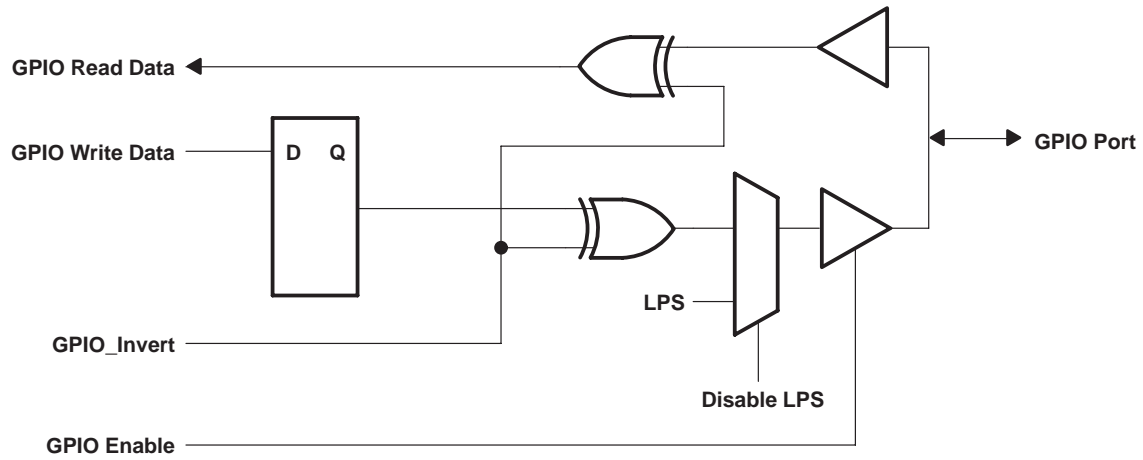 GPIO Read Data
GPIO Write Data
D Q
GPIO Port
LPS
GPIO_Invert
Disable LPS
GPIO Enable